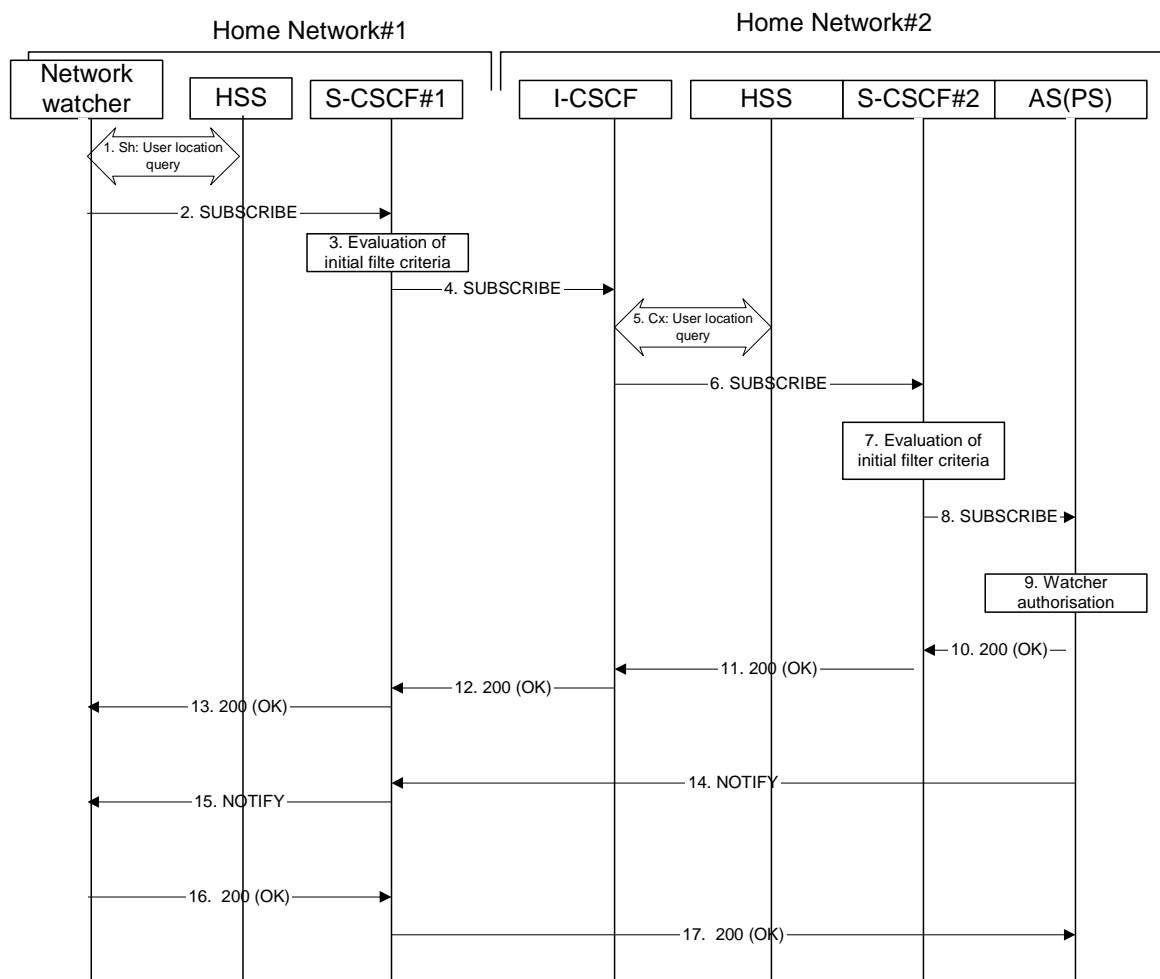 Home Network#1
Home Network#2
Network
watcher
HSS
S-CSCF#1
I-CSCF
HSS
S-CSCF#2
AS(PS)
1. Sh: User location
query
2. SUBSCRIBE
3. Evaluation of
initial filte criteria
4. SUBSCRIBE
5. Cx: User location
query
6. SUBSCRIBE
7. Evaluation of
initial filter criteria
8. SUBSCRIBE
9. Watcher
authorisation
10. 200 (OK)
11. 200 (OK)
12. 200 (OK)
13. 200 (OK)
14. NOTIFY
15. NOTIFY
16. 200 (OK)
17. 200 (OK)